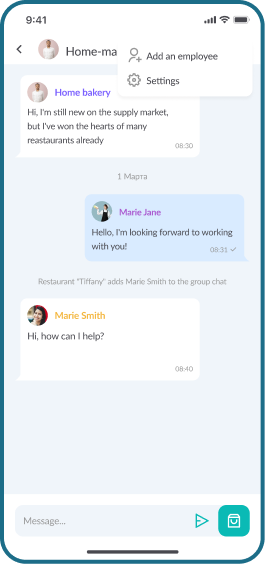 9:41
Home-ma
Add an employee
Settings
Home bakery
Hi, I'm still new on the supply market,
but I've won the hearts of many
reastaurants already
08:30
1 Марта
Marie Jane
Hello, I'm looking forward to working
with you!
08:31
Restaurant "Tiffany" adds Marie Smith to the group chat
Marie Smith
Hi, how can I help?
08:40
Message...